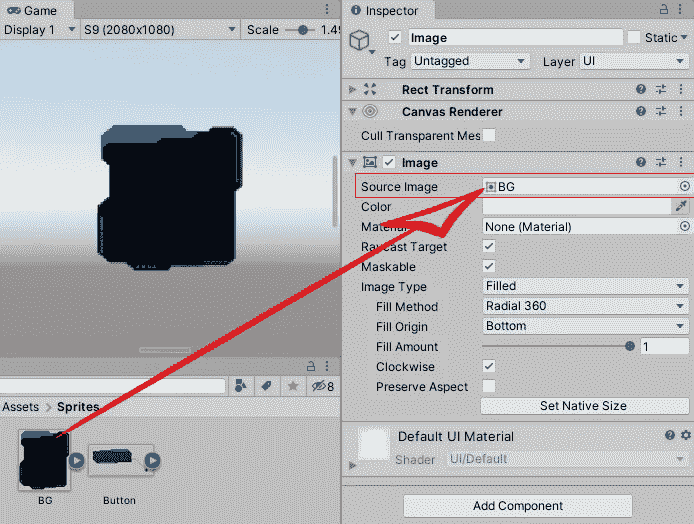 Game
Display 1 S9 (2080x1080) Scale 1.49
Assets > Sprites
8
BG Button
Inspector
Image Static
Tag Untagged Layer UI
Rect Transform
Canvas Renderer
Cull Transparent Mes
Image
Source Image BG
Color
Material None (Material)
Raycast Target
Maskable
Image Type Filled
Fill Method Radial 360
Fill Origin Bottom
Fill Amount 1
Clockwise
Preserve Aspect
Set Native Size
Default UI Material
Shader UI/Default
Add Component